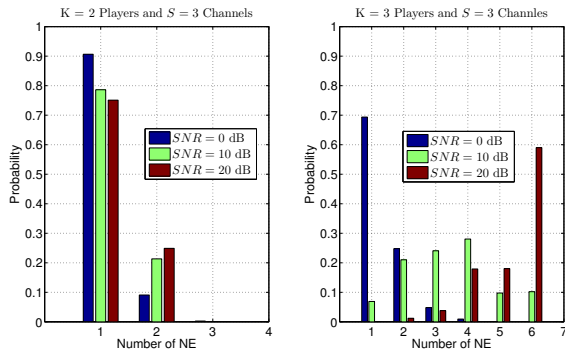 K = 2 Players and S = 3 Channels
1
0.9
0.8
0.7
0.6
0.5
0.4
0.3
0.2
0.1
0
Probability
SNR = 0 dB
SNR = 10 dB
SNR = 20 dB
1 2 3 4
Number of NE
K = 3 Players and S = 3 Channles
1
0.9
0.8
0.7
0.6
0.5
0.4
0.3
0.2
0.1
0
Probability
SNR = 0 dB
SNR = 10 dB
SNR = 20 dB
1 2 3 4 5 6 7
Number of NE